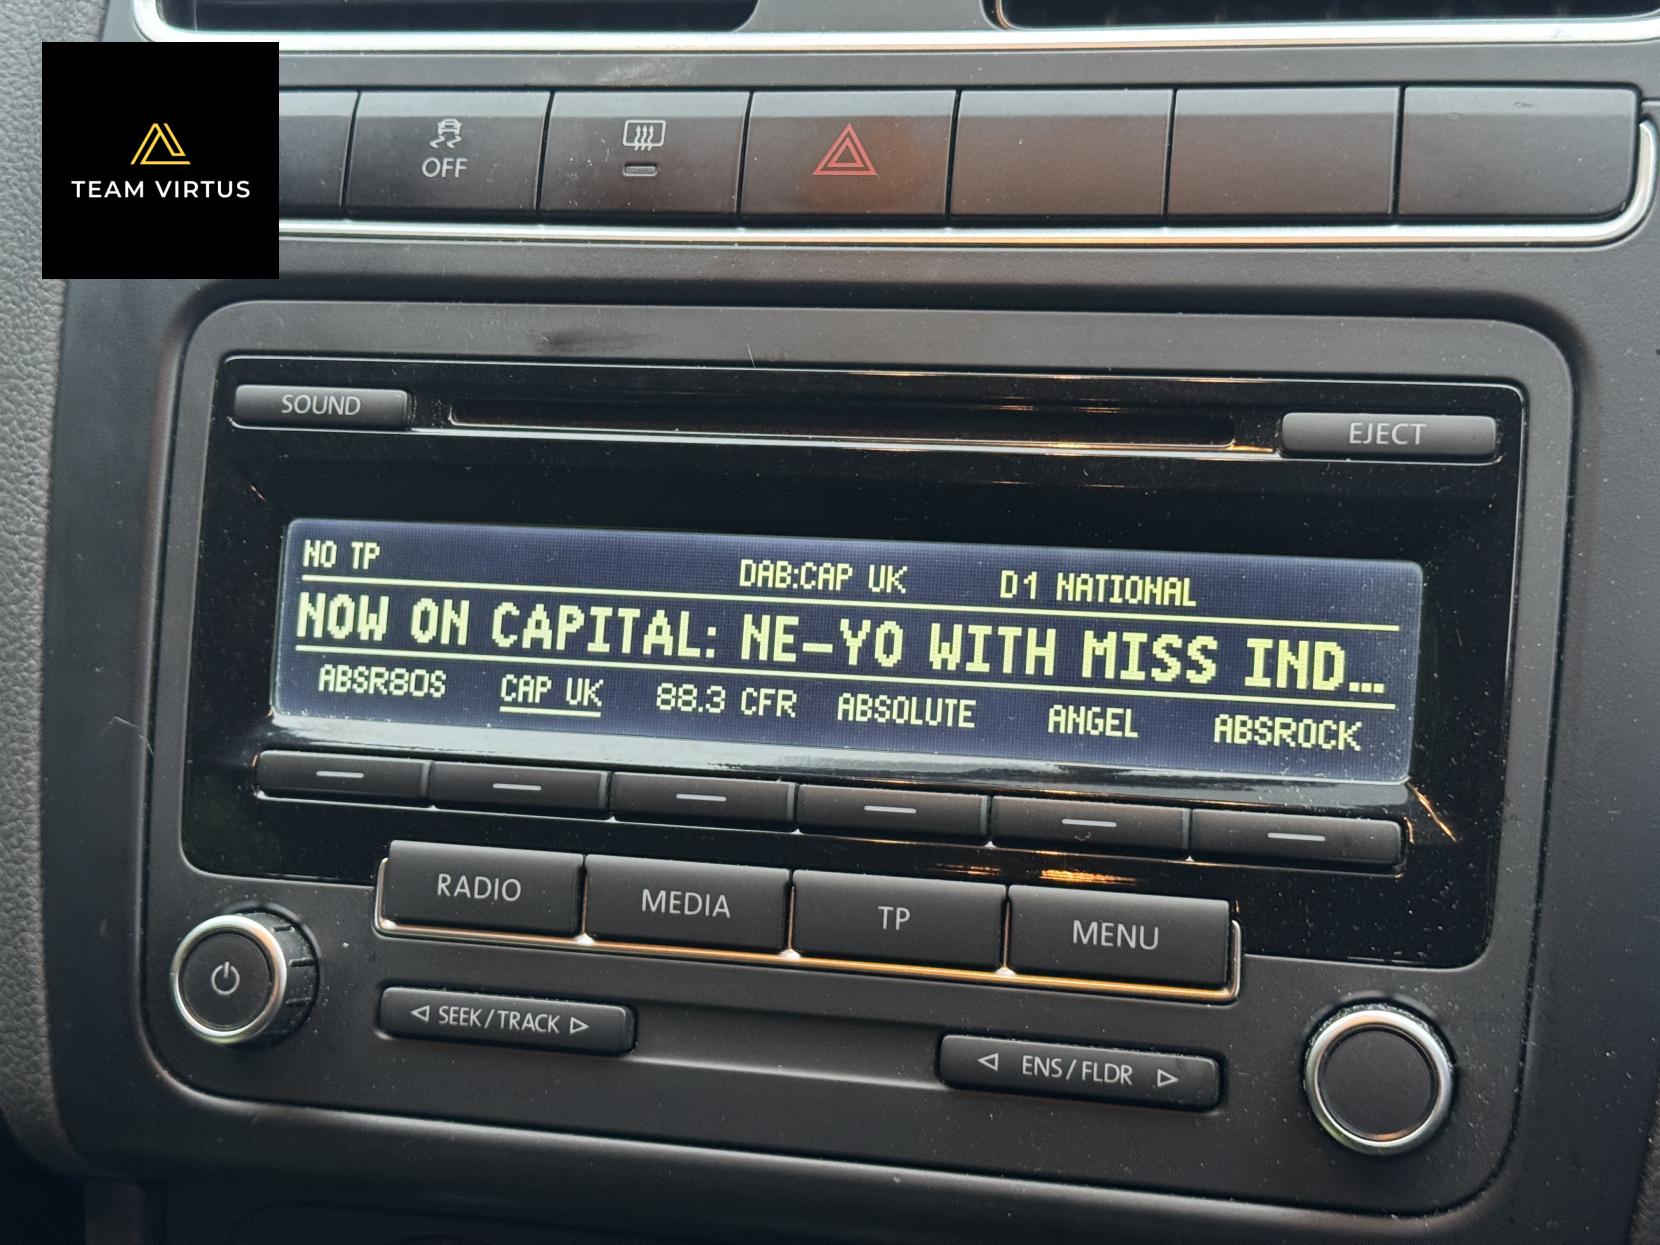 TEAM VIRTUS
OFF
SOUND
EJECT
NO TP DAB:CAP UK D1 NATIONAL
NOW ON CAPITAL: NE-YO WITH MISS IND...
ABSR80S CAP UK 88.3 CFR ABSOLUTE ANGEL ABSROCK
RADIO MEDIA TP MENU
SEEK/TRACK
ENS/FLDR